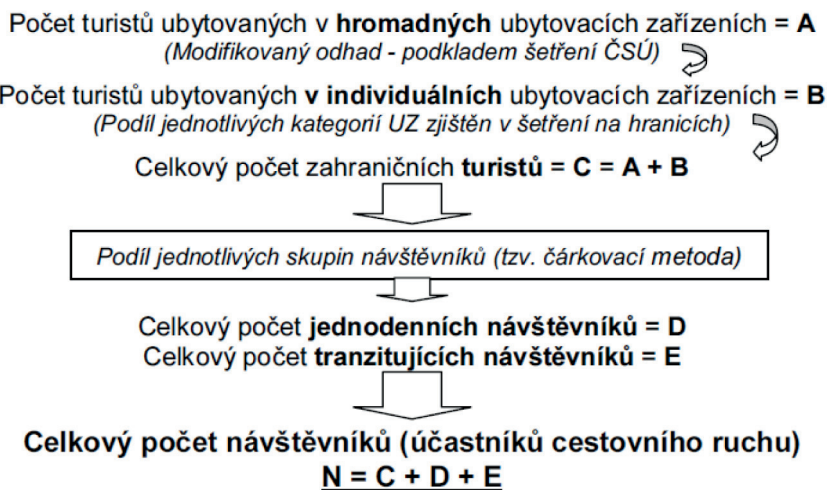 Počet turistů ubytovaných v hromadných ubytovacích zařízeních = A
(Modifikovaný odhad - podkladem šetření ČSÚ)
Počet turistů ubytovaných v individuálních ubytovacích zařízeních = B
(Podíl jednotlivých kategorií UZ zjištěn v šetření na hranicích)
Celkový počet zahraničních turistů = C = A + B
Podíl jednotlivých skupin návštěvníků (tzv. čárkovací metoda)
Celkový počet jednodenních návštěvníků = D
Celkový počet tranzitujících návštěvníků = E
Celkový počet návštěvníků (účastníků cestovního ruchu)
N = C + D + E